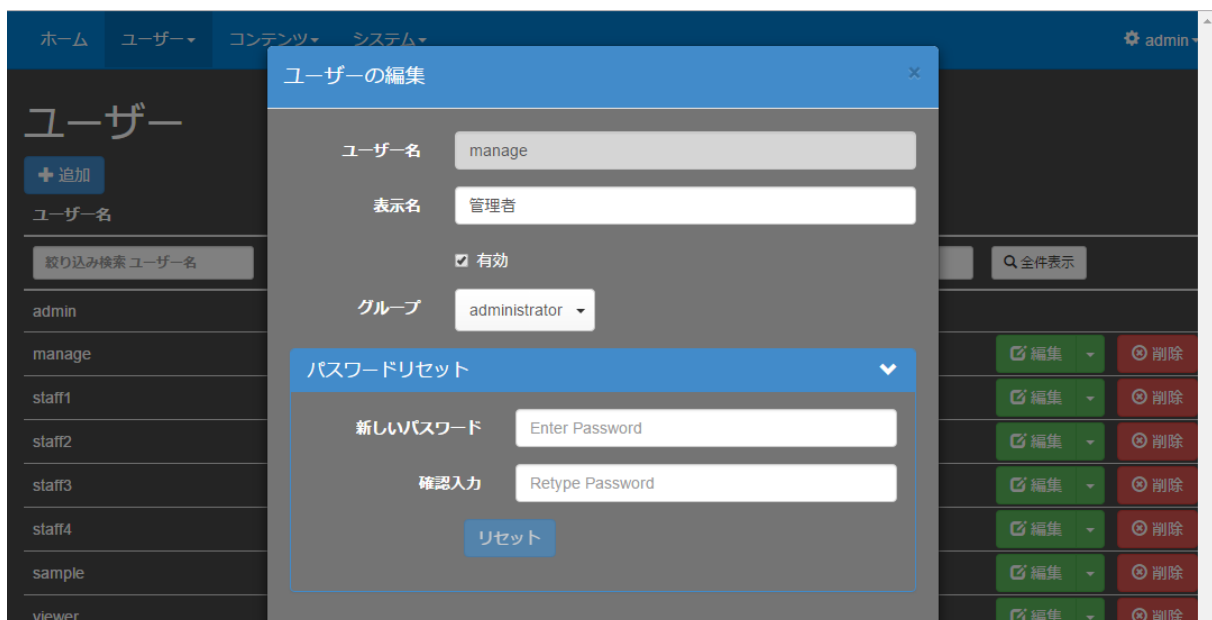 ホーム ユーザー コンテンツ システム admin
ユーザーの編集 ×
ユーザー
追加
ユーザー名
絞り込み検索 ユーザー名
全件表示
admin
manage 編集 削除
staff1 編集 削除
staff2 編集 削除
staff3 編集 削除
staff4 編集 削除
sample 編集 削除
viewer 編集 削除
ユーザー名 manage
表示名 管理者
有効
グループ administrator
パスワードリセット
新しいパスワード Enter Password
確認入力 Retype Password
リセット